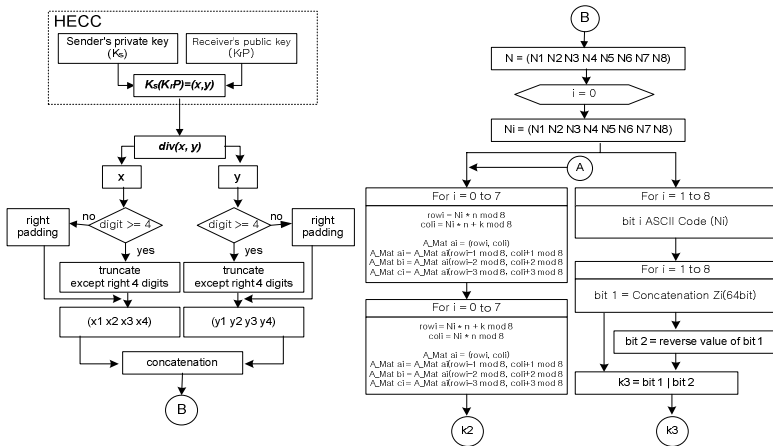 HECC
Sender's private key
(Ks)
Receiver's public key
(KrP)
Ks(KrP)=(x,y)
div(x, y)
x
y
right
padding
no
digit >= 4
digit >= 4
no
right
padding
yes
yes
truncate
except right 4 digits
truncate
except right 4 digits
(x1 x2 x3 x4)
(y1 y2 y3 y4)
concatenation
B
B
N = (N1 N2 N3 N4 N5 N6 N7 N8)
i = 0
Ni = (N1 N2 N3 N4 N5 N6 N7 N8)
A
For i = 0 to 7
rowi = Ni * n mod 8
coli = Ni * n + k mod 8
A_Mat ai = (rowi, coli)
A_Mat ai = A_Mat ai(rowi-1 mod 8, coli+1 mod 8
A_Mat bi = A_Mat ai(rowi-2 mod 8, coli+2 mod 8
A_Mat ci = A_Mat ai(rowi-3 mod 8, coli+3 mod 8
For i = 0 to 7
rowi = Ni * n + k mod 8
coli = Ni * n mod 8
A_Mat ai = (rowi, coli)
A_Mat ai = A_Mat ai(rowi-1 mod 8, coli+1 mod 8
A_Mat bi = A_Mat ai(rowi-2 mod 8, coli+2 mod 8
A_Mat ci = A_Mat ai(rowi-3 mod 8, coli+3 mod 8
k2
For i = 1 to 8
bit i ASCII Code (Ni)
For i = 1 to 8
bit 1 = Concatenation Zi(64bit)
bit 2 = reverse value of bit 1
k3 = bit 1 | bit 2
k3